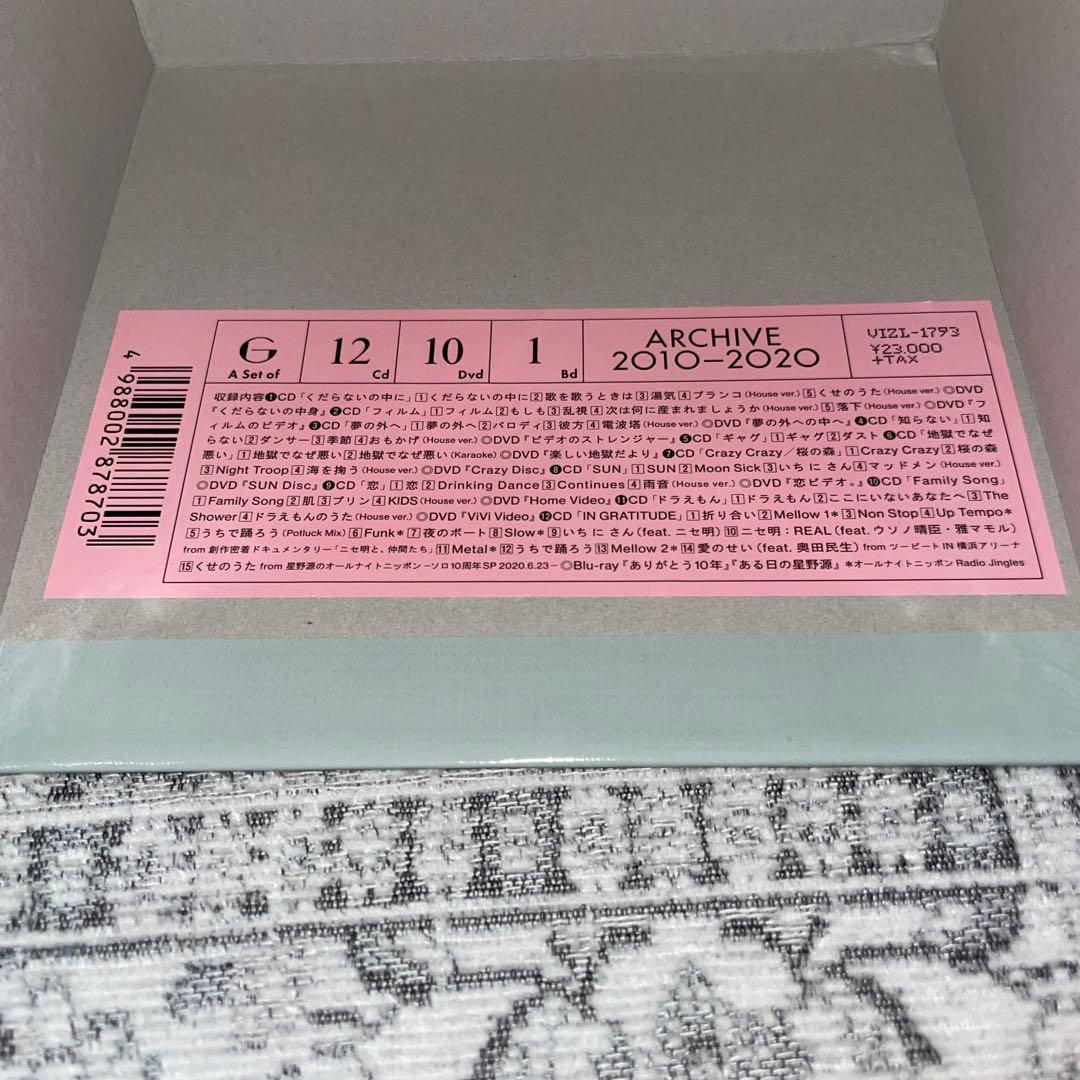 G A Set of
12 Cd
10 Dvd
1 Bd
ARCHIVE
2010–2020
VIZL-1793
¥23.000
+TAX
4 988002 878703
収録内容❶CD「くだらないの中に」1くだらないの中に2歌を歌うときは3湯気4ブランコ(House ver.)5くせのうた(House ver.)◎DVD
『くだらないの中身』❷CD「フィルム」1フィルム2もしも3乱視4次は何に産まれましょうか(House ver.)5落下(House ver.)◎DVD『フ
ィルムのビデオ』❸CD「夢の外へ」1夢の外へ2パロディ3彼方4電波塔(House ver.)◎DVD『夢の外への中へ』❹CD「知らない」1知
らない2ダンサー3季節4おもかげ(House ver.)◎DVD『ビデオのストレンジャー』❺CD「ギャグ」1ギャグ2ダスト❻CD「地獄でなぜ
悪い」1地獄でなぜ悪い2地獄でなぜ悪い(Karaoke)◎DVD『楽しい地獄だより』❼CD「Crazy Crazy／桜の森」1Crazy Crazy2桜の森
3Night Troop4海を掬う(House ver.)◎DVD『Crazy Disc』❽CD「SUN」1SUN2Moon Sick3いち に さん4マッドメン(House ver.)
◎DVD『SUN Disc』❾CD「恋」1恋2Drinking Dance3Continues4雨音(House ver.)◎DVD『恋ビデオ。』❿CD「Family Song」
1Family Song2肌3プリン4KIDS(House ver.)◎DVD『Home Video』⓫CD「ドラえもん」1ドラえもん2ここにいないあなたへ3The
Shower4ドラえもんのうた(House ver.)◎DVD『ViVi Video』⓬CD「IN GRATITUDE」1折り合い2Mellow 1*3Non Stop4Up Tempo*
5うちで踊ろう(Potluck Mix)6Funk*7夜のボート8Slow*9いち に さん(feat. ニセ明)10ニセ明：REAL(feat. ウソノ晴臣・雅マモル)
from 創作密着ドキュメンタリー「ニセ明と、仲間たち」11Metal*12うちで踊ろう13Mellow 2*14愛のせい(feat. 奥田民生)from ツービート IN 横浜アリーナ
15くせのうた from 星野源のオールナイトニッポン－ソロ10周年SP 2020.6.23－◎Blu-ray『ありがとう10年』『ある日の星野源』*オールナイトニッポン Radio Jingles